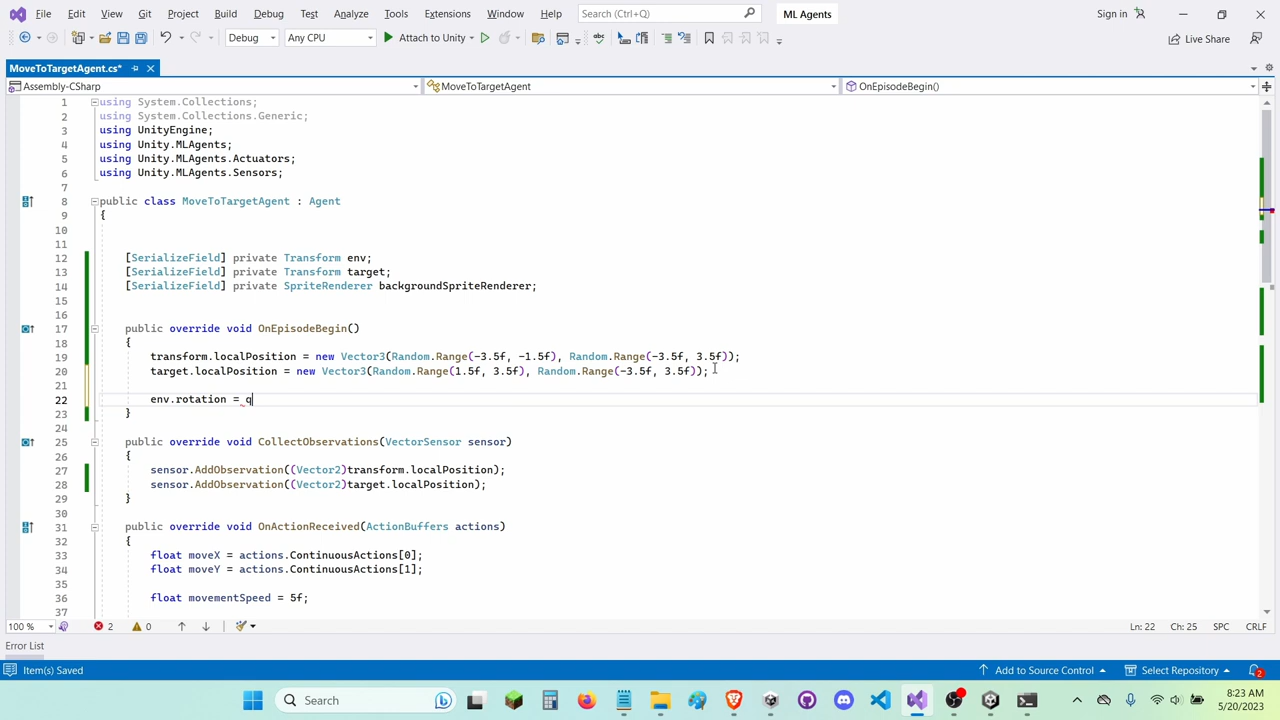 File Edit View Git Project Build Debug Test Analyze Tools Extensions Window Help Search (Ctrl+Q) ML Agents Sign in
Debug Any CPU Attach to Unity Live Share
MoveToTargetAgent.cs*
Assembly-CSharp MoveToTargetAgent OnEpisodeBegin()
1 using System.Collections;
2 using System.Collections.Generic;
3 using UnityEngine;
4 using Unity.MLAgents;
5 using Unity.MLAgents.Actuators;
6 using Unity.MLAgents.Sensors;
7
8 public class MoveToTargetAgent : Agent
9 {
10
11
12 [SerializeField] private Transform env;
13 [SerializeField] private Transform target;
14 [SerializeField] private SpriteRenderer backgroundSpriteRenderer;
15
16
17 public override void OnEpisodeBegin()
18 {
19 transform.localPosition = new Vector3(Random.Range(-3.5f, -1.5f), Random.Range(-3.5f, 3.5f));
20 target.localPosition = new Vector3(Random.Range(1.5f, 3.5f), Random.Range(-3.5f, 3.5f));
21
22 env.rotation = q
23 }
24
25 public override void CollectObservations(VectorSensor sensor)
26 {
27 sensor.AddObservation((Vector2)transform.localPosition);
28 sensor.AddObservation((Vector2)target.localPosition);
29 }
30
31 public override void OnActionReceived(ActionBuffers actions)
32 {
33 float moveX = actions.ContinuousActions[0];
34 float moveY = actions.ContinuousActions[1];
35
36 float movementSpeed = 5f;
37
100 % 2 0 Ln: 22 Ch: 25 SPC CRLF
Error List
Item(s) Saved Add to Source Control Select Repository 2
Search 8:23 AM
5/20/2023